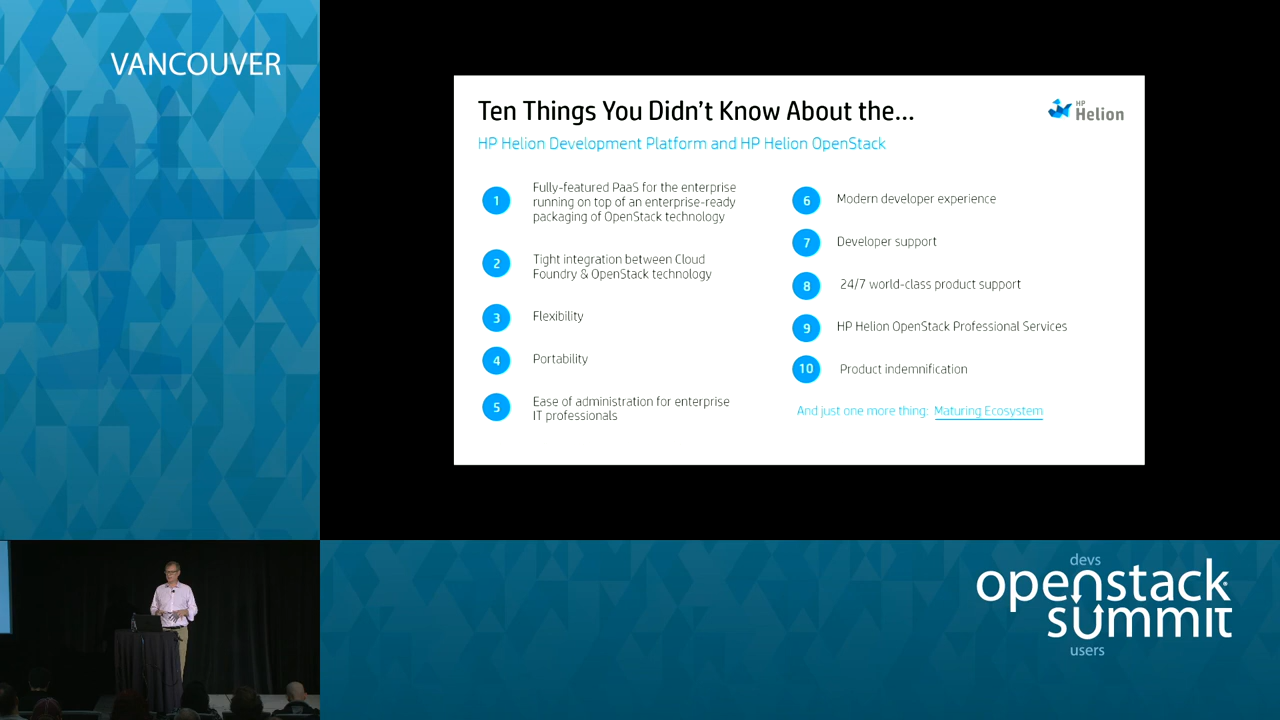 VANCOUVER
Ten Things You Didn't Know About the...
HP Helion
HP Helion Development Platform and HP Helion OpenStack
1
Fully-featured PaaS for the enterprise
running on top of an enterprise-ready
packaging of OpenStack technology
2
Tight integration between Cloud
Foundry & OpenStack technology
3
Flexibility
4
Portability
5
Ease of administration for enterprise
IT professionals
6
Modern developer experience
7
Developer support
8
24/7 world-class product support
9
HP Helion OpenStack Professional Services
10
Product indemnification
And just one more thing: Maturing Ecosystem
devs
openstack
summit
users